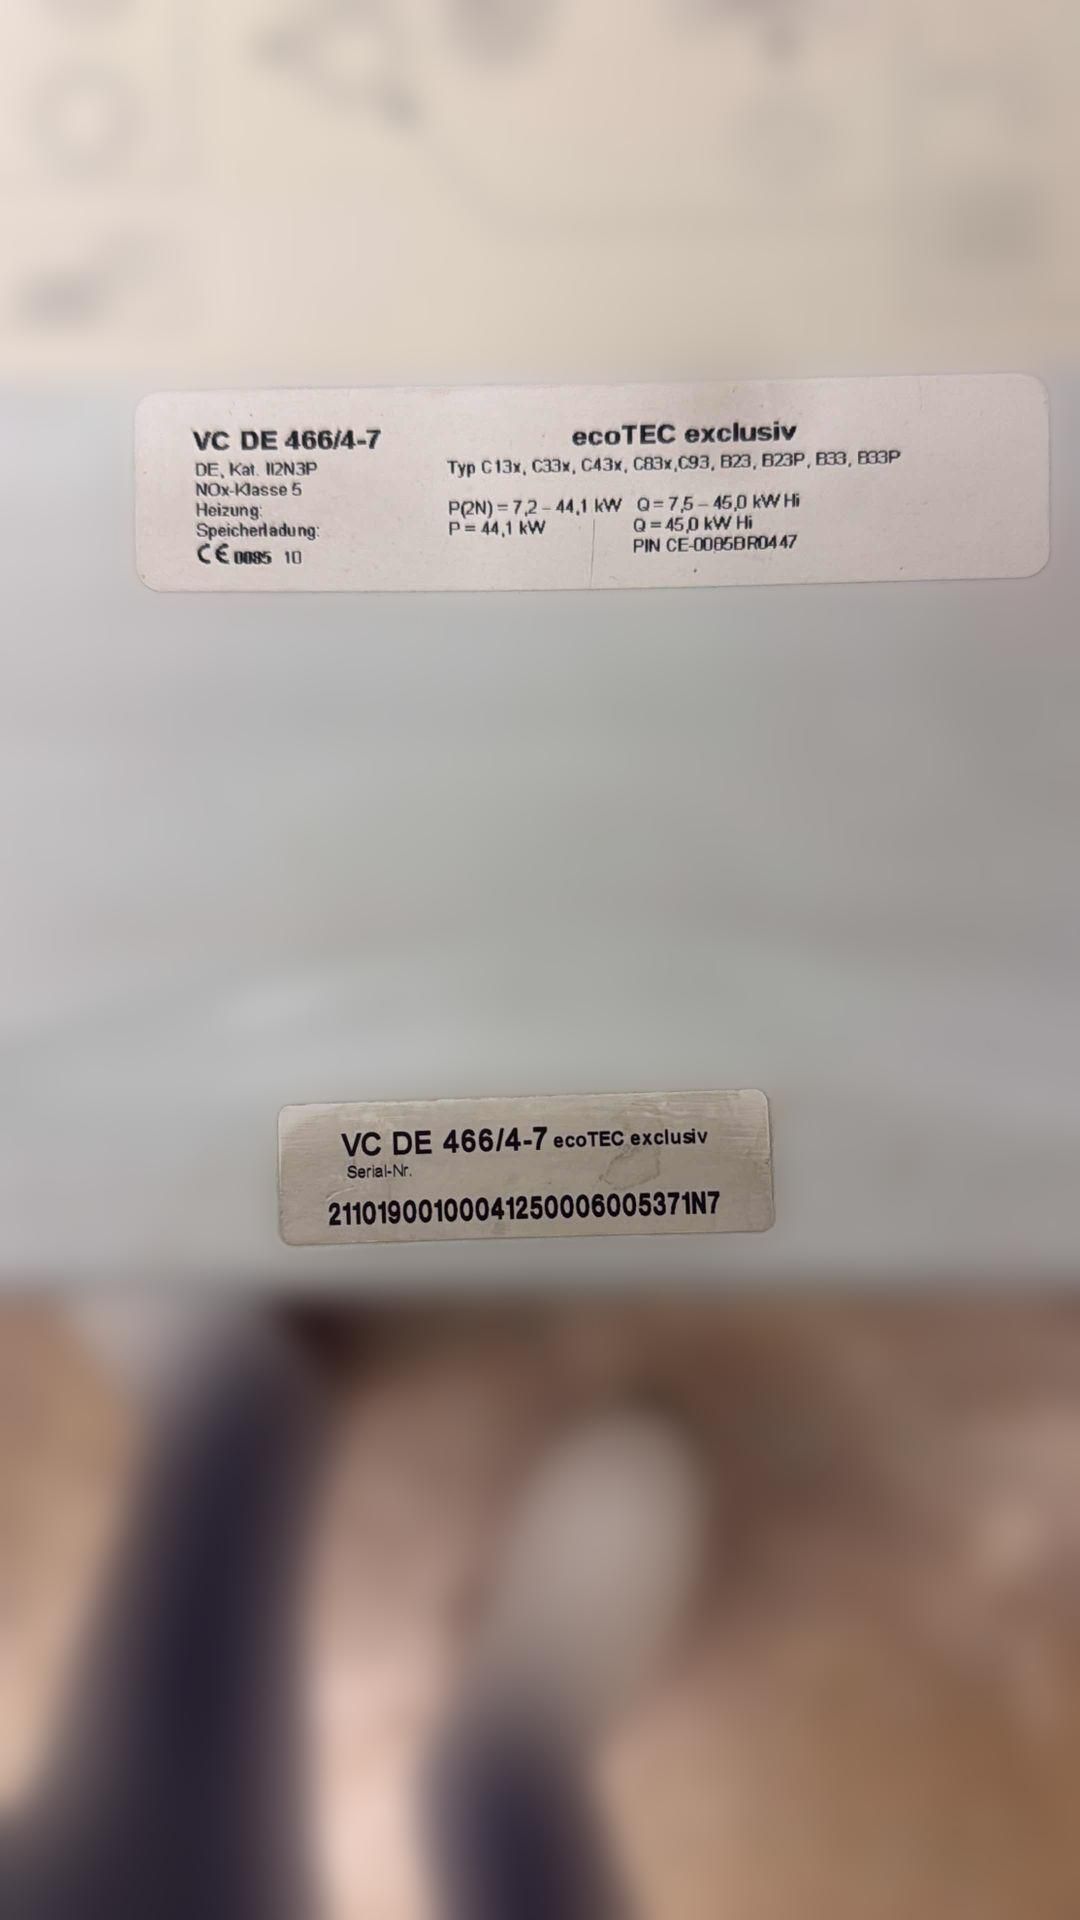 VC DE 466/4-7 ecoTEC exclusiv
DE, Kat. II2N3P Typ C13x, C33x, C43x, C83x,C93, B23, B23P, B33, B33P
NOx-Klasse 5
Heizung: P(2N) = 7,2 – 44,1 kW Q = 7,5 – 45,0 kW Hi
Speicherladung: P = 44,1 kW Q = 45,0 kW Hi
CE 0085 10 PIN CE-0085BR0447
VC DE 466/4-7 ecoTEC exclusiv
Serial-Nr.
21101900100041250006005371N7